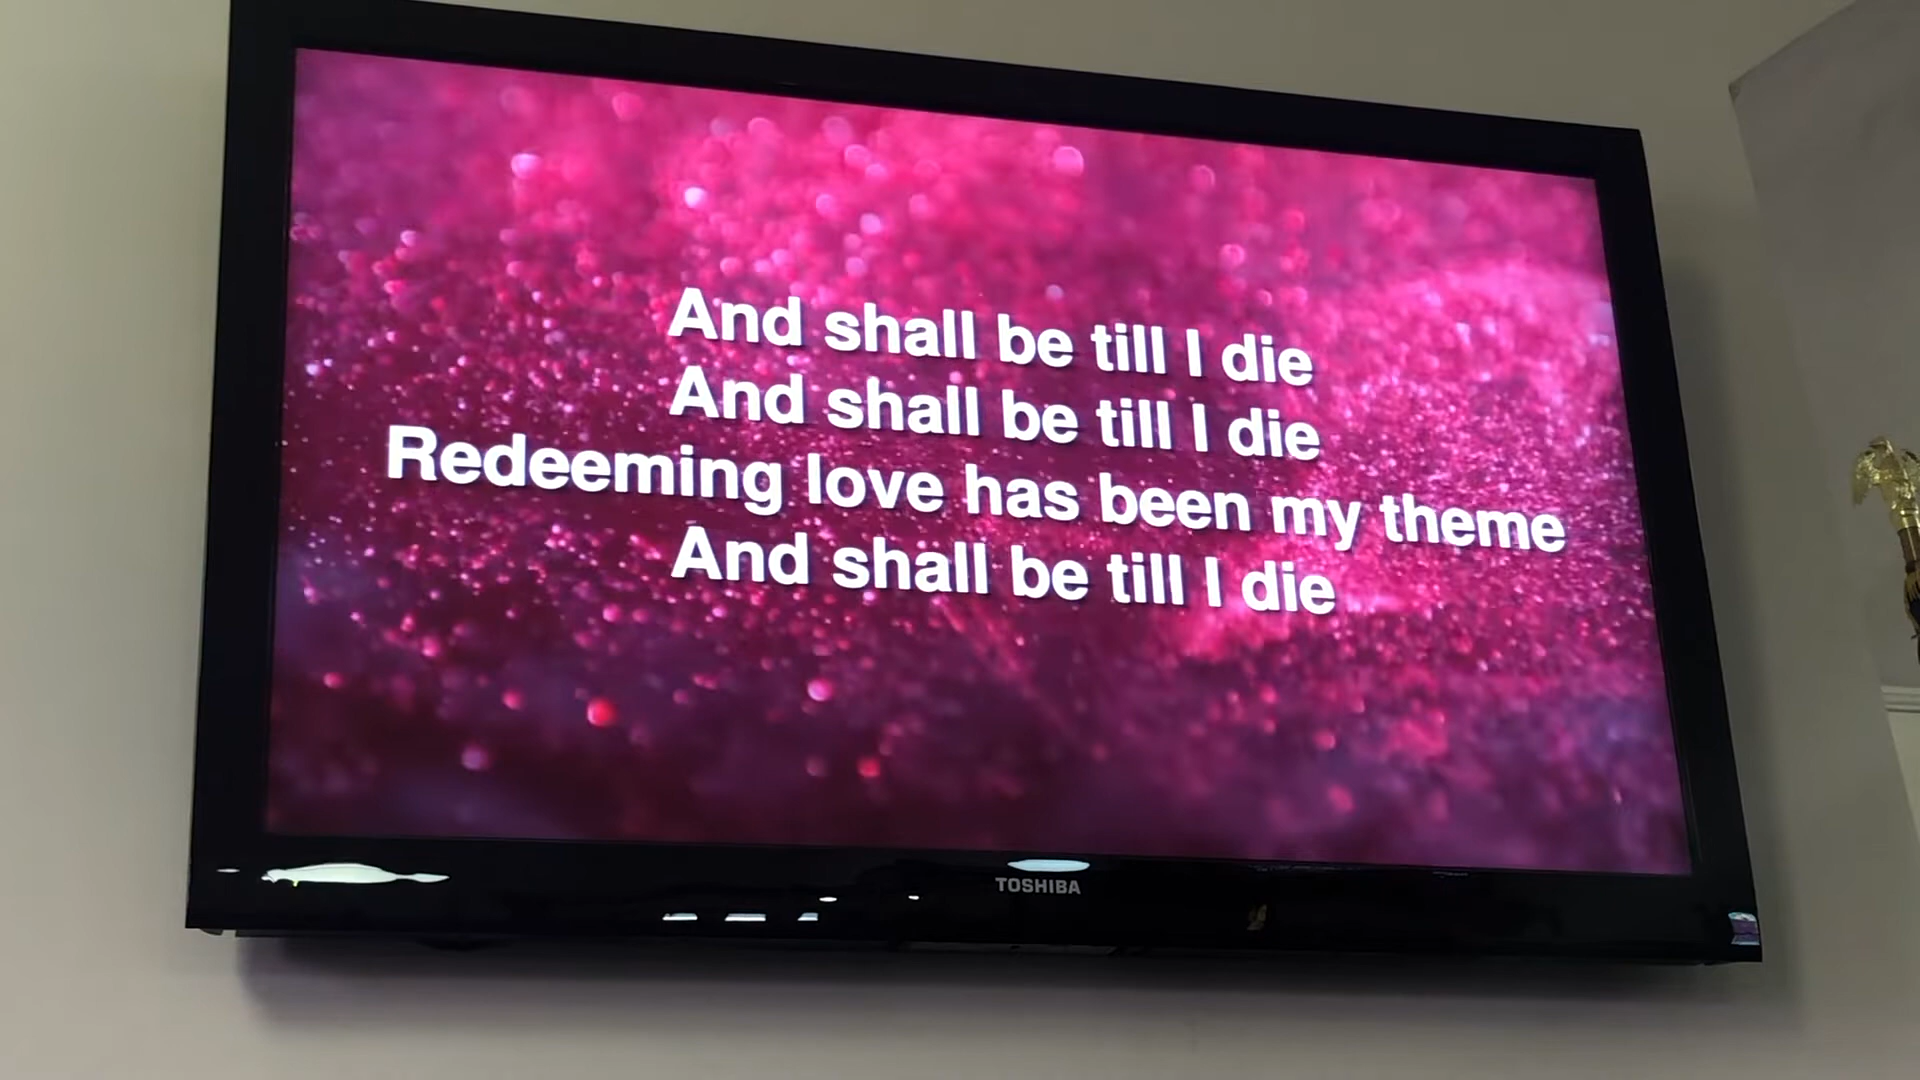 And shall be till I die
And shall be till I die
Redeeming love has been my theme
And shall be till I die
TOSHIBA